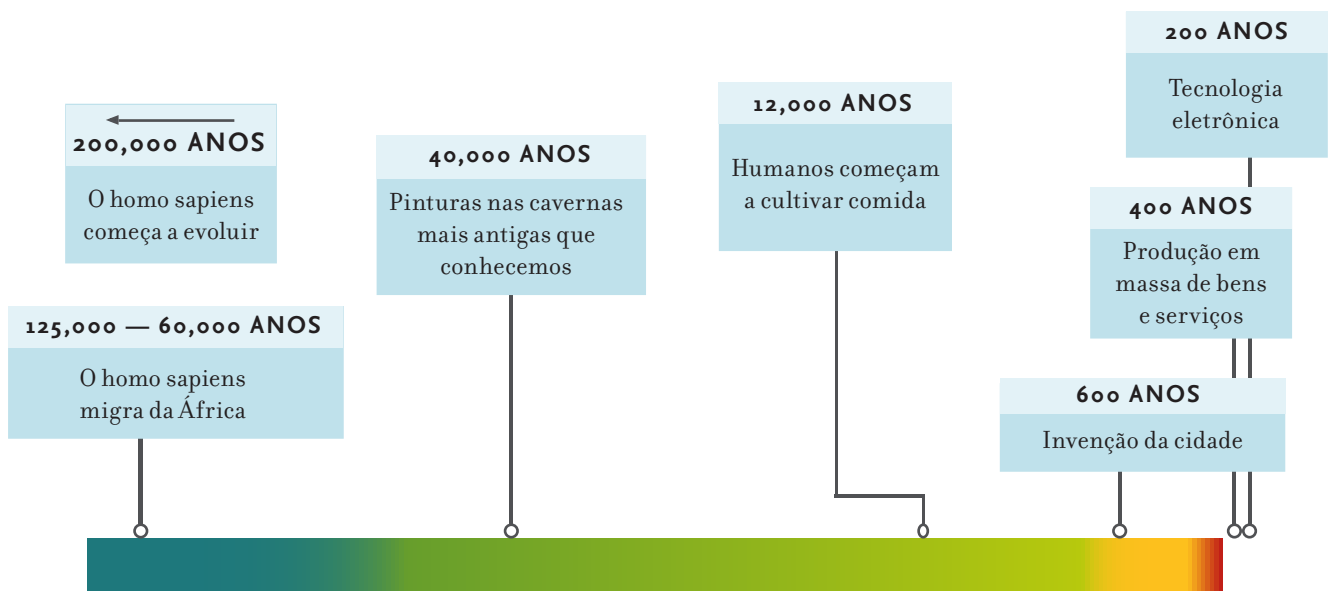 200,000 ANOS
O homo sapiens
começa a evoluir
125,000 — 60,000 ANOS
O homo sapiens
migra da África
40,000 ANOS
Pinturas nas cavernas
mais antigas que
conhecemos
12,000 ANOS
Humanos começam
a cultivar comida
200 ANOS
Tecnologia
eletrônica
400 ANOS
Produção em
massa de bens
e serviços
600 ANOS
Invenção da cidade